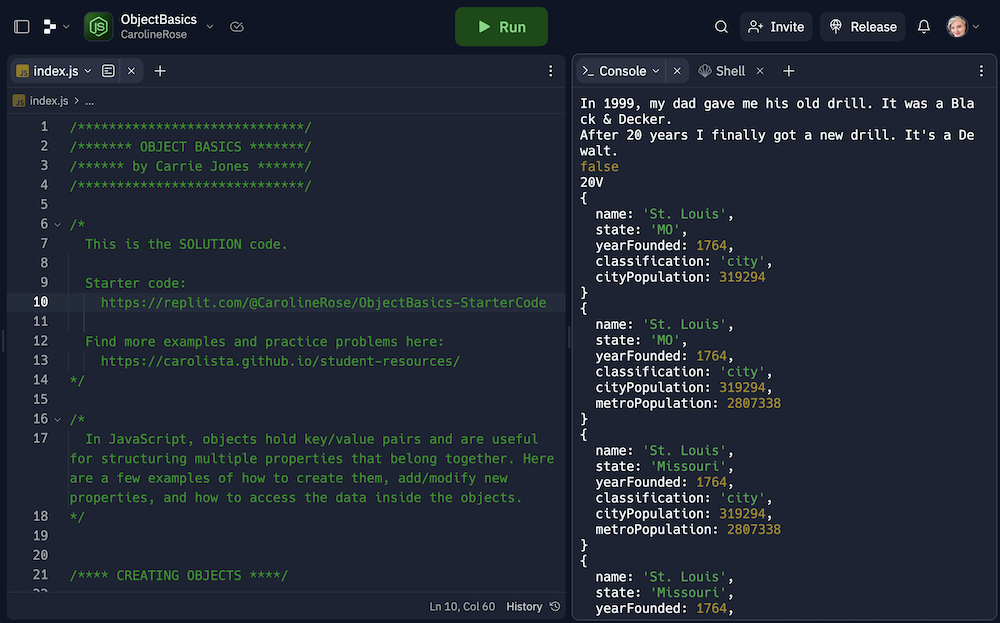 ObjectBasics
CarolineRose
Run
Invite
Release
JS index.js
JS index.js > ...
1 /*****************************/
2 /******* OBJECT BASICS *******/
3 /****** by Carrie Jones ******/
4 /*****************************/
5
6 /*
7 This is the SOLUTION code.
8
9 Starter code:
10 https://replit.com/@CarolineRose/ObjectBasics-StarterCode
11
12 Find more examples and practice problems here:
13 https://carolista.github.io/student-resources/
14 */
15
16 /*
17 In JavaScript, objects hold key/value pairs and are useful
for structuring multiple properties that belong together. Here
are a few examples of how to create them, add/modify new
properties, and how to access the data inside the objects.
18 */
19
20
21 /**** CREATING OBJECTS ****/
Ln 10, Col 60 History
Console
Shell
In 1999, my dad gave me his old drill. It was a Bla
ck & Decker.
After 20 years I finally got a new drill. It's a De
walt.
false
20V
{
name: 'St. Louis',
state: 'MO',
yearFounded: 1764,
classification: 'city',
cityPopulation: 319294
}
{
name: 'St. Louis',
state: 'MO',
yearFounded: 1764,
classification: 'city',
cityPopulation: 319294,
metroPopulation: 2807338
}
{
name: 'St. Louis',
state: 'Missouri',
yearFounded: 1764,
classification: 'city',
cityPopulation: 319294,
metroPopulation: 2807338
}
{
name: 'St. Louis',
state: 'Missouri',
yearFounded: 1764,